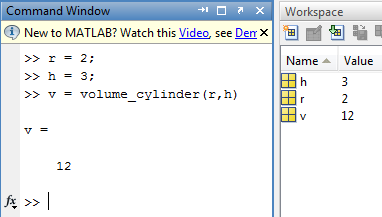 Command Window
New to MATLAB? Watch this Video, see Dem
>> r = 2;
>> h = 3;
>> v = volume_cylinder(r,h)
v =
12
fx >>
Workspace
Name Value
h 3
r 2
v 12